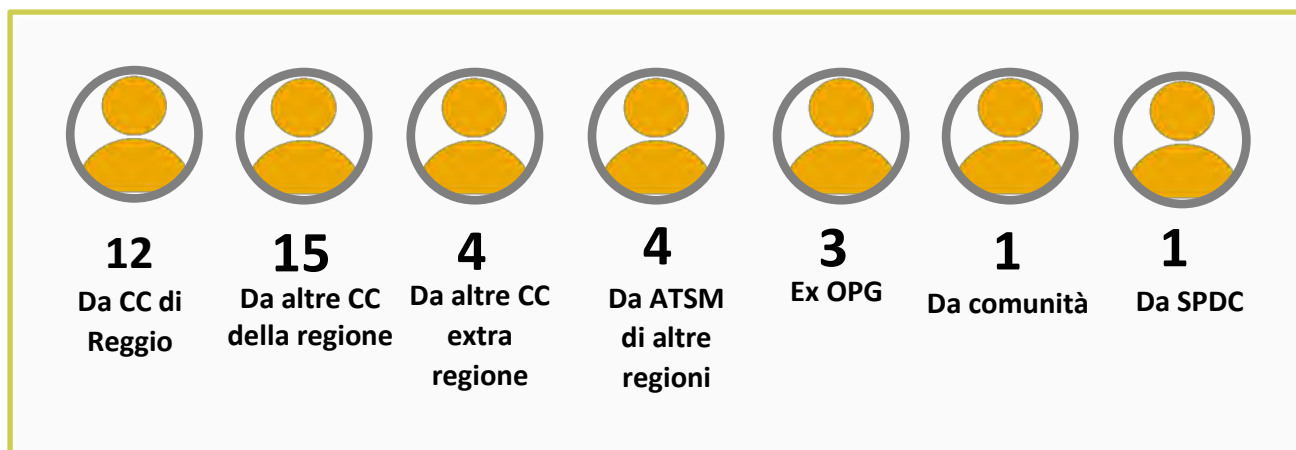 12
Da CC di
Reggio
15
Da altre CC
della regione
4
Da altre CC
extra
regione
4
Da ATSM
di altre
regioni
3
Ex OPG
1
Da comunità
1
Da SPDC